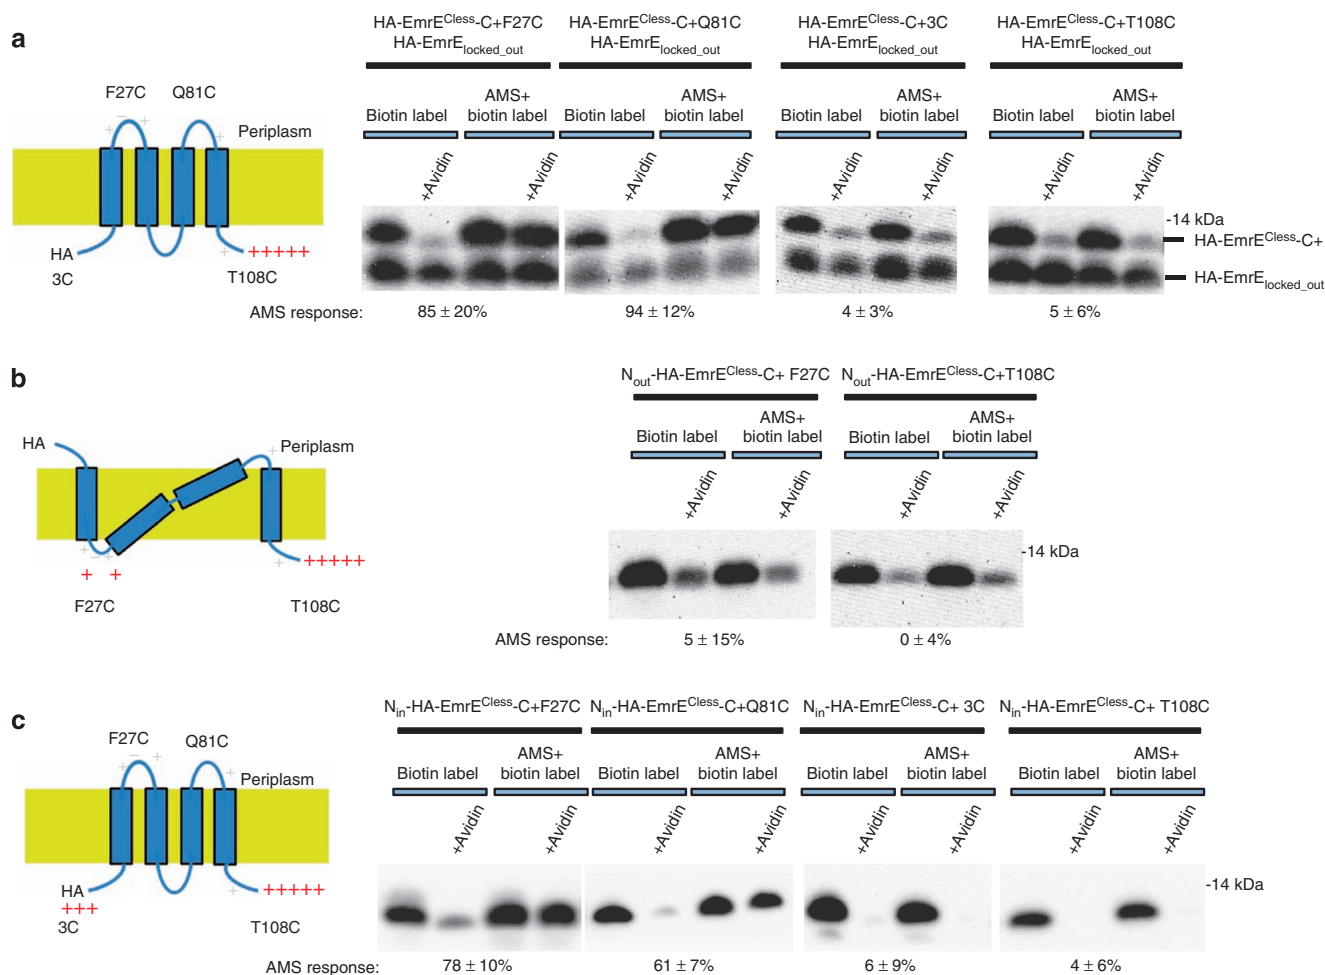 a
HA-EmrE^Cless-C+F27C
HA-EmrE_locked_out
HA-EmrE^Cless-C+Q81C
HA-EmrE_locked_out
HA-EmrE^Cless-C+3C
HA-EmrE_locked_out
HA-EmrE^Cless-C+T108C
HA-EmrE_locked_out
Biotin label
AMS+
biotin label
Biotin label
AMS+
biotin label
Biotin label
AMS+
biotin label
Biotin label
AMS+
biotin label
+Avidin
+Avidin
+Avidin
+Avidin
+Avidin
+Avidin
+Avidin
+Avidin
F27C
Q81C
+
−
+
+
Periplasm
HA
3C
+
+++++
T108C
-14 kDa
HA-EmrE^Cless-C+
HA-EmrE_locked_out
AMS response:
85 ± 20%
94 ± 12%
4 ± 3%
5 ± 6%
b
N_out-HA-EmrE^Cless-C+ F27C
N_out-HA-EmrE^Cless-C+T108C
Biotin label
AMS+
biotin label
Biotin label
AMS+
biotin label
+Avidin
+Avidin
+Avidin
+Avidin
HA
+
Periplasm
+
−
+
+ +
F27C
+
+++++
T108C
-14 kDa
AMS response:
5 ± 15%
0 ± 4%
c
N_in-HA-EmrE^Cless-C+F27C
N_in-HA-EmrE^Cless-C+Q81C
N_in-HA-EmrE^Cless-C+ 3C
N_in-HA-EmrE^Cless-C+ T108C
Biotin label
AMS+
biotin label
Biotin label
AMS+
biotin label
Biotin label
AMS+
biotin label
Biotin label
AMS+
biotin label
+Avidin
+Avidin
+Avidin
+Avidin
+Avidin
+Avidin
+Avidin
+Avidin
F27C
Q81C
+
−
+
+
Periplasm
HA
+++
3C
+
+++++
T108C
-14 kDa
AMS response:
78 ± 10%
61 ± 7%
6 ± 9%
4 ± 6%